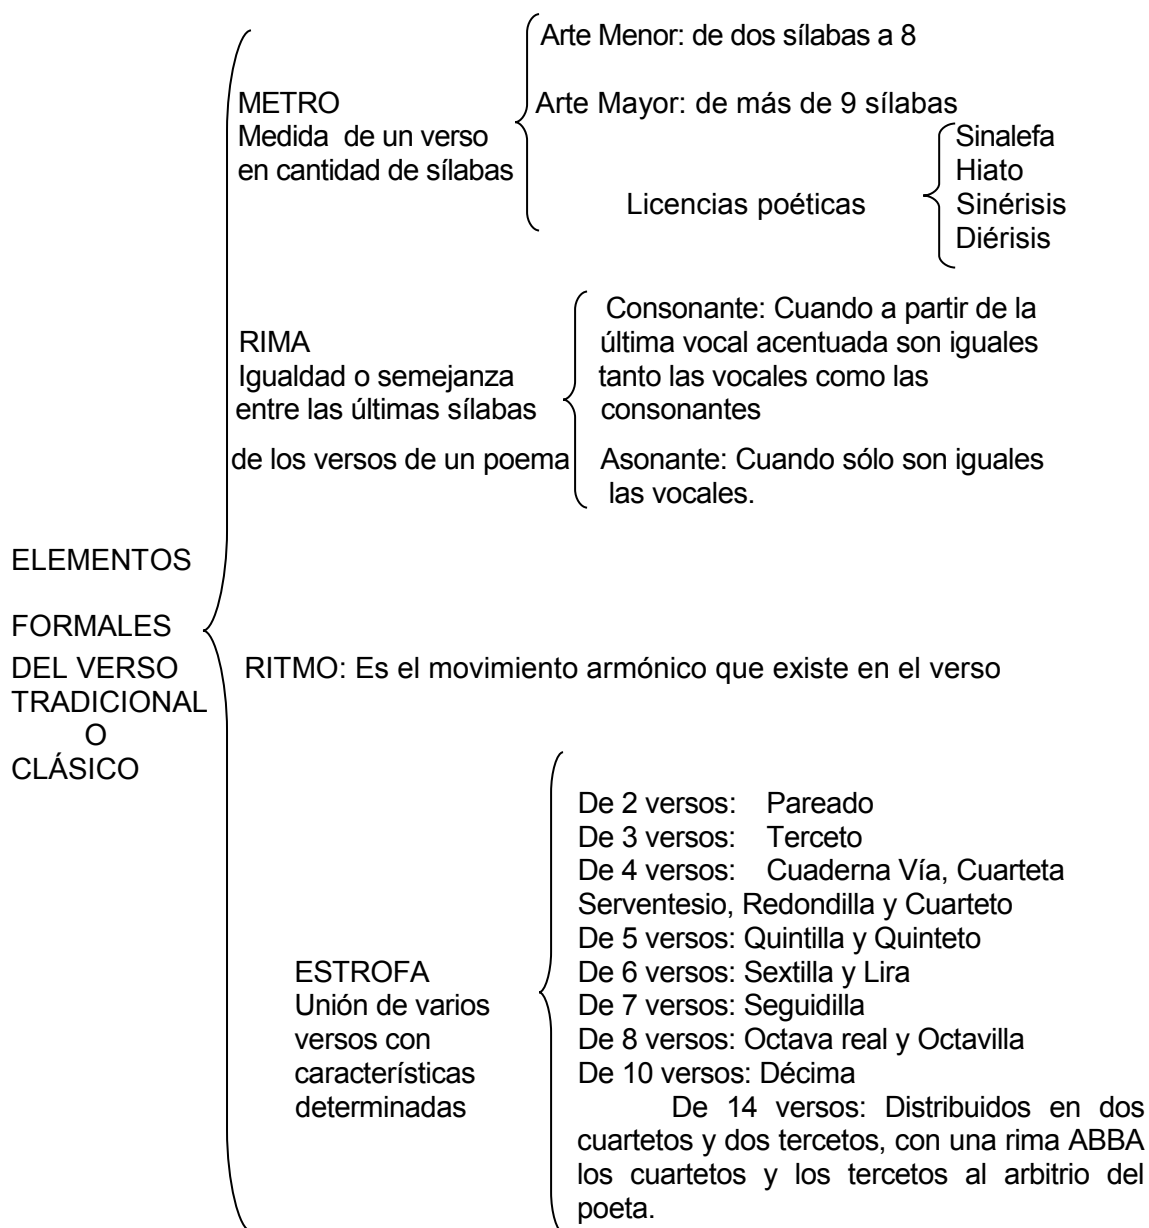 Arte Menor: de dos sílabas a 8
METRO
Arte Mayor: de más de 9 sílabas
Medida de un verso
en cantidad de sílabas
Sinalefa
Hiato
Licencias poéticas
Sinérisis
Diérisis
Consonante: Cuando a partir de la
RIMA
última vocal acentuada son iguales
Igualdad o semejanza
tanto las vocales como las
entre las últimas sílabas
consonantes
de los versos de un poema
Asonante: Cuando sólo son iguales
las vocales.
ELEMENTOS
FORMALES
DEL VERSO
TRADICIONAL
O
CLÁSICO
RITMO: Es el movimiento armónico que existe en el verso
ESTROFA
Unión de varios
versos con
características
determinadas
De 2 versos: Pareado
De 3 versos: Terceto
De 4 versos: Cuaderna Vía, Cuarteta
Serventesio, Redondilla y Cuarteto
De 5 versos: Quintilla y Quinteto
De 6 versos: Sextilla y Lira
De 7 versos: Seguidilla
De 8 versos: Octava real y Octavilla
De 10 versos: Décima
De 14 versos: Distribuidos en dos
cuartetos y dos tercetos, con una rima ABBA
los cuartetos y los tercetos al arbitrio del
poeta.